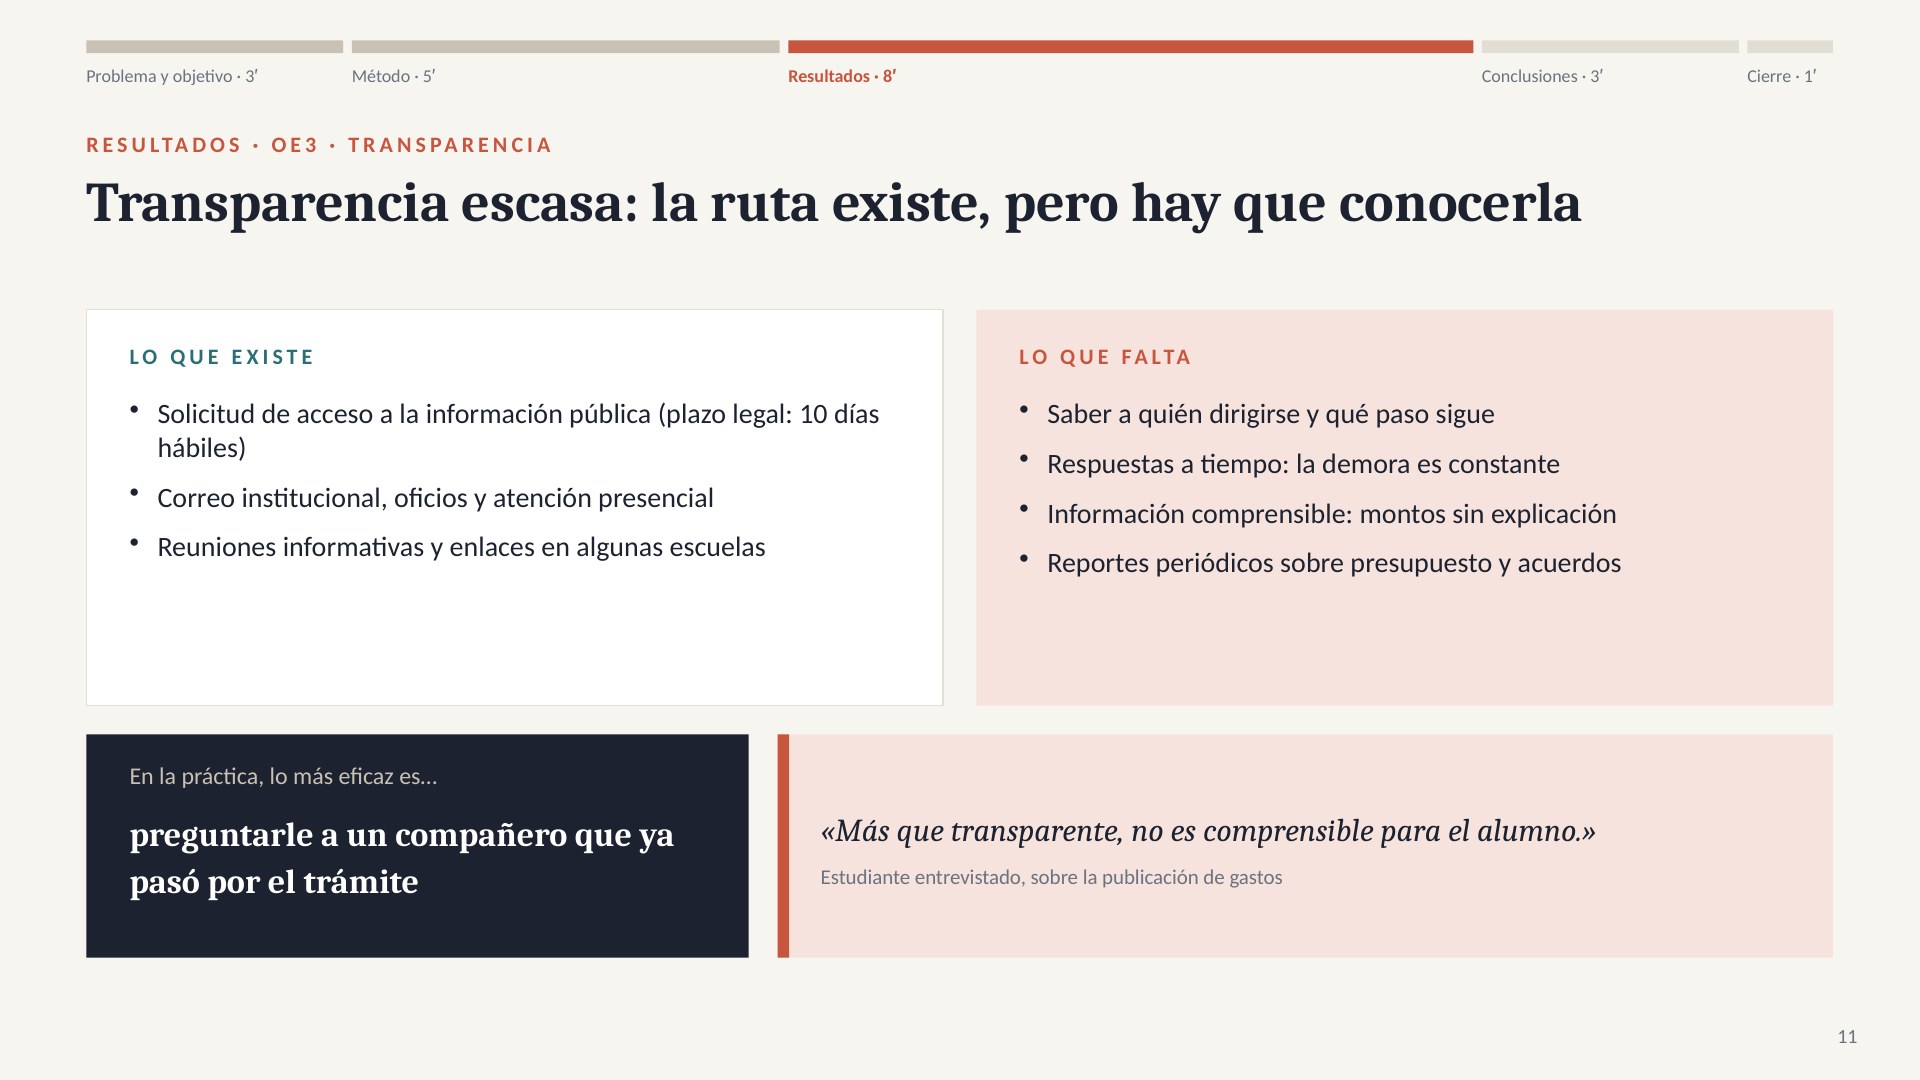 Problema y objetivo · 3′
Método · 5′
Resultados · 8′
Conclusiones · 3′
Cierre · 1′
RESULTADOS · OE3 · TRANSPARENCIA
Transparencia escasa: la ruta existe, pero hay que conocerla
LO QUE EXISTE
• Solicitud de acceso a la información pública (plazo legal: 10 días
hábiles)
• Correo institucional, oficios y atención presencial
• Reuniones informativas y enlaces en algunas escuelas
LO QUE FALTA
• Saber a quién dirigirse y qué paso sigue
• Respuestas a tiempo: la demora es constante
• Información comprensible: montos sin explicación
• Reportes periódicos sobre presupuesto y acuerdos
En la práctica, lo más eficaz es…
preguntarle a un compañero que ya
pasó por el trámite
«Más que transparente, no es comprensible para el alumno.»
Estudiante entrevistado, sobre la publicación de gastos
11